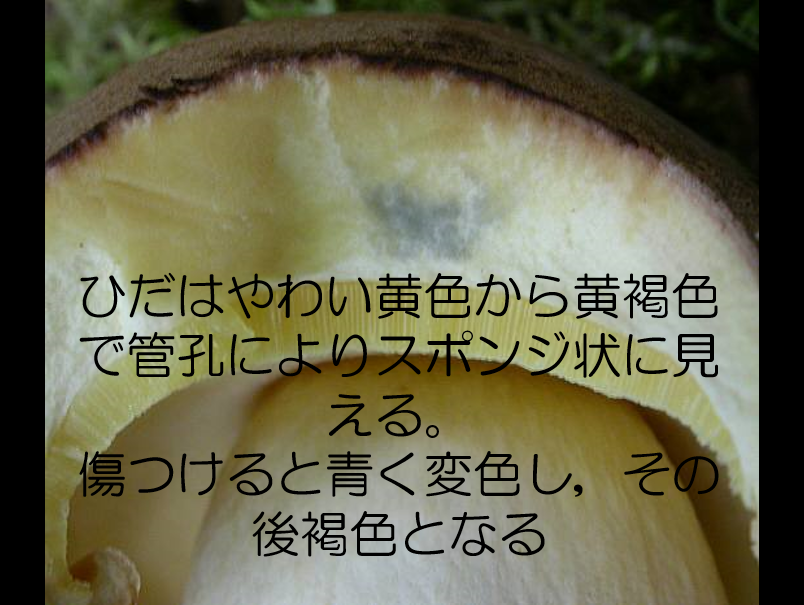 ひだはやわい黄色から黄褐色
で管孔によりスポンジ状に見
える。
傷つけると青く変色し，その
後褐色となる